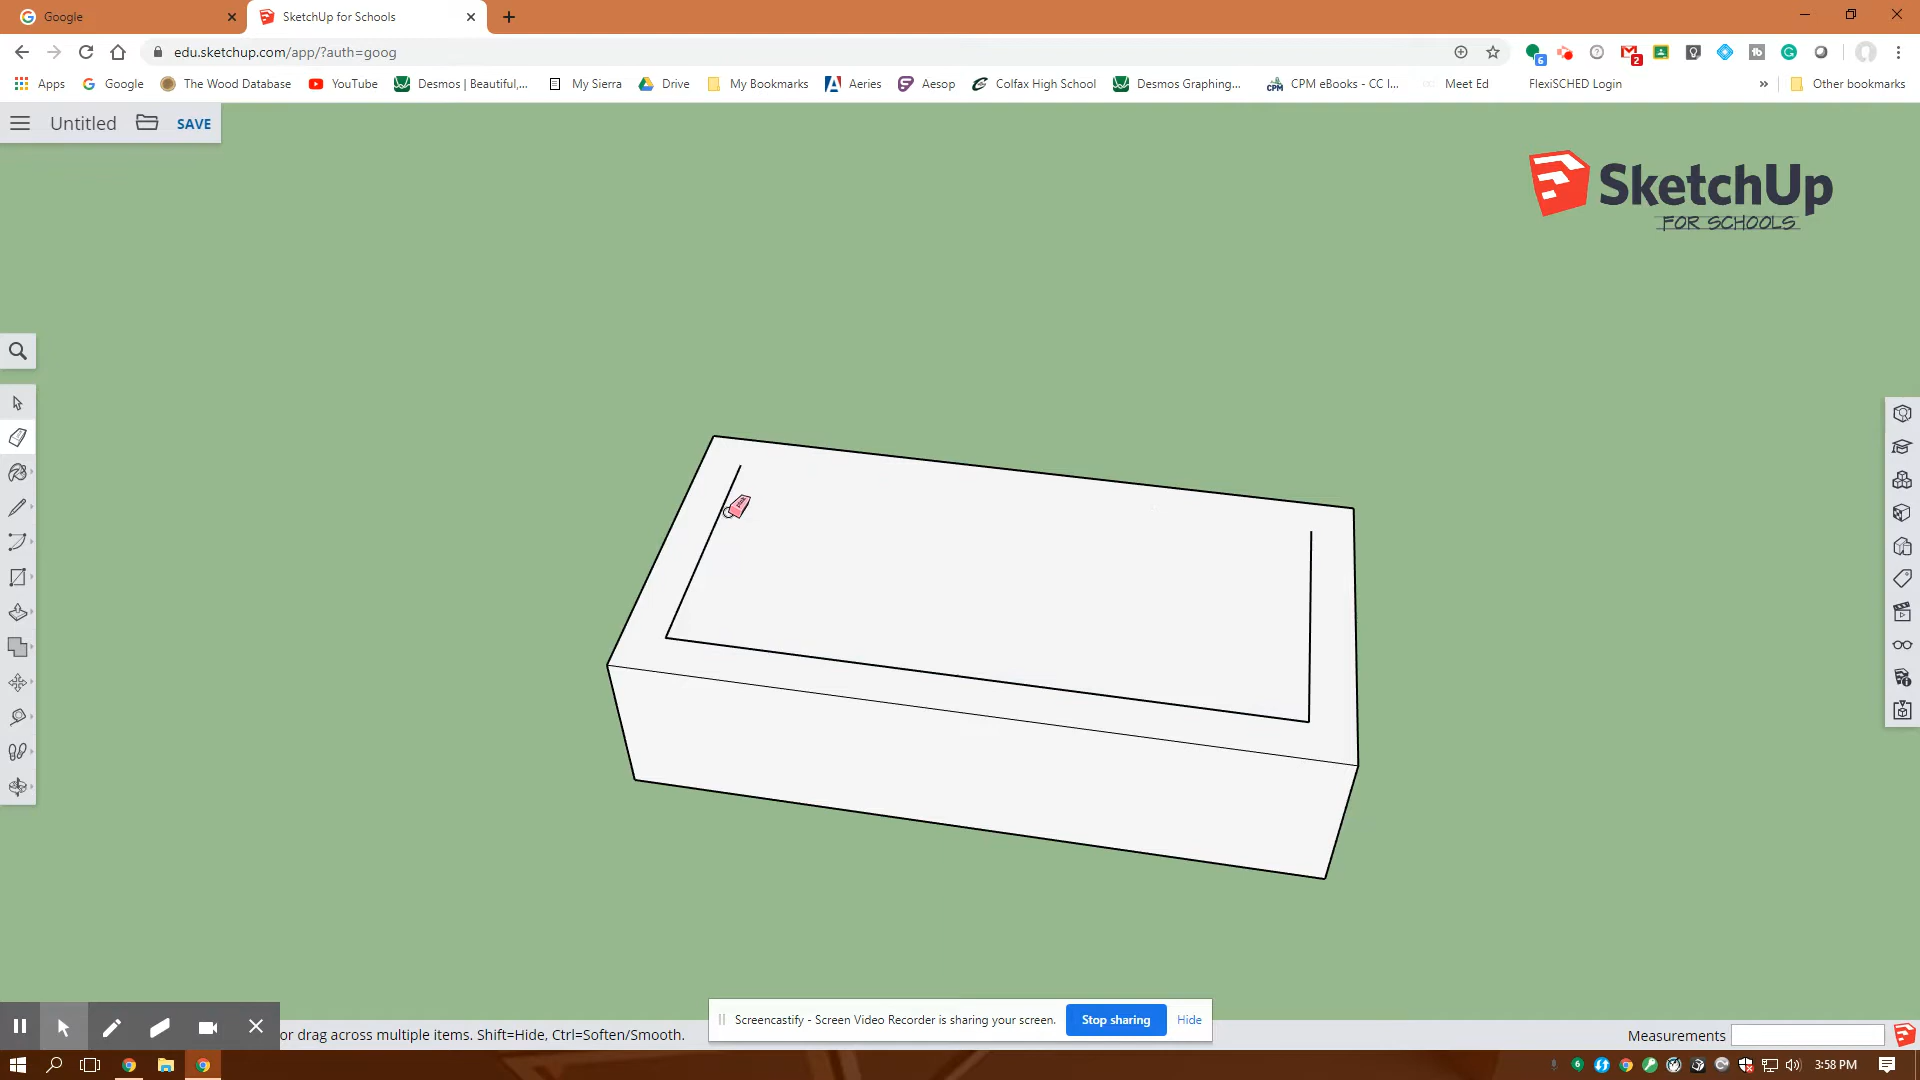 Google
SketchUp for Schools
edu.sketchup.com/app/?auth=goog
6
2
Apps
Google
The Wood Database
YouTube
Desmos | Beautiful,...
My Sierra
Drive
My Bookmarks
Aeries
Aesop
Colfax High School
Desmos Graphing...
CPM eBooks - CC I...
Meet Ed
FlexiSCHED Login
»
Other bookmarks
Untitled
SAVE
SketchUp
FOR SCHOOLS
or drag across multiple items. Shift=Hide, Ctrl=Soften/Smooth.
Screencastify - Screen Video Recorder is sharing your screen.
Stop sharing
Hide
Measurements
3:58 PM